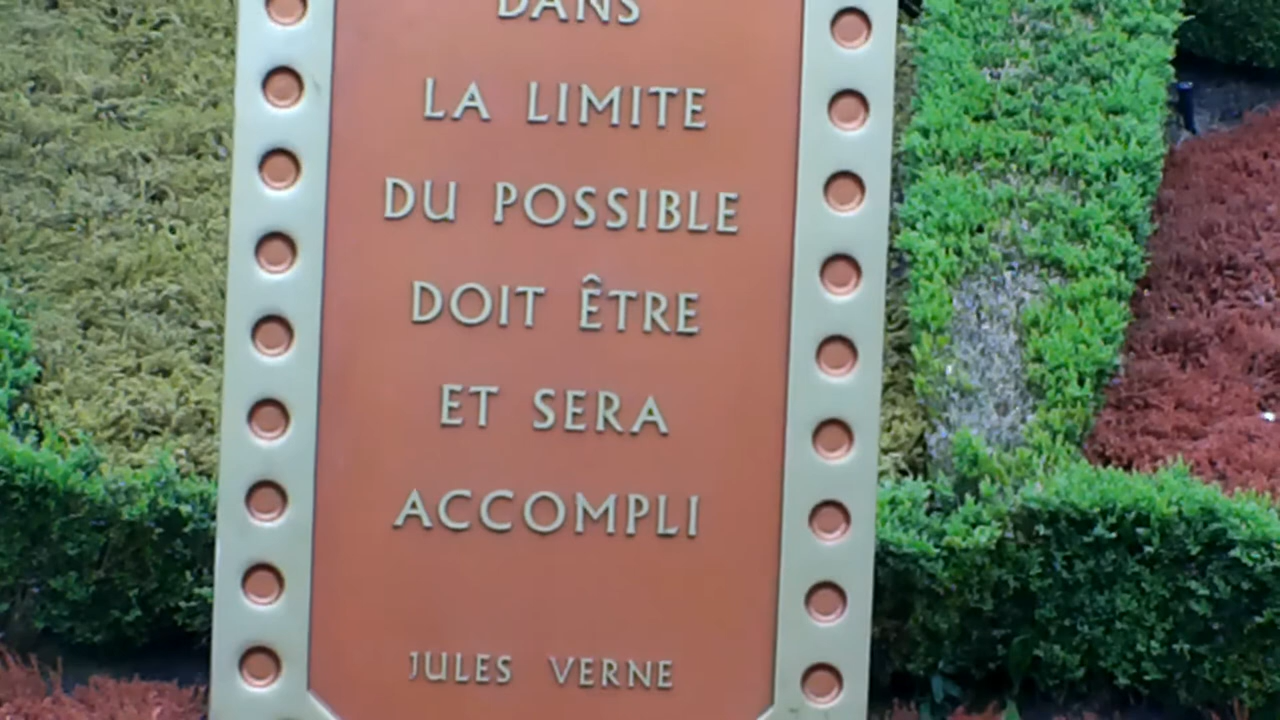 DANS
LA LIMITE
DU POSSIBLE
DOIT ÊTRE
ET SERA
ACCOMPLI
JULES VERNE